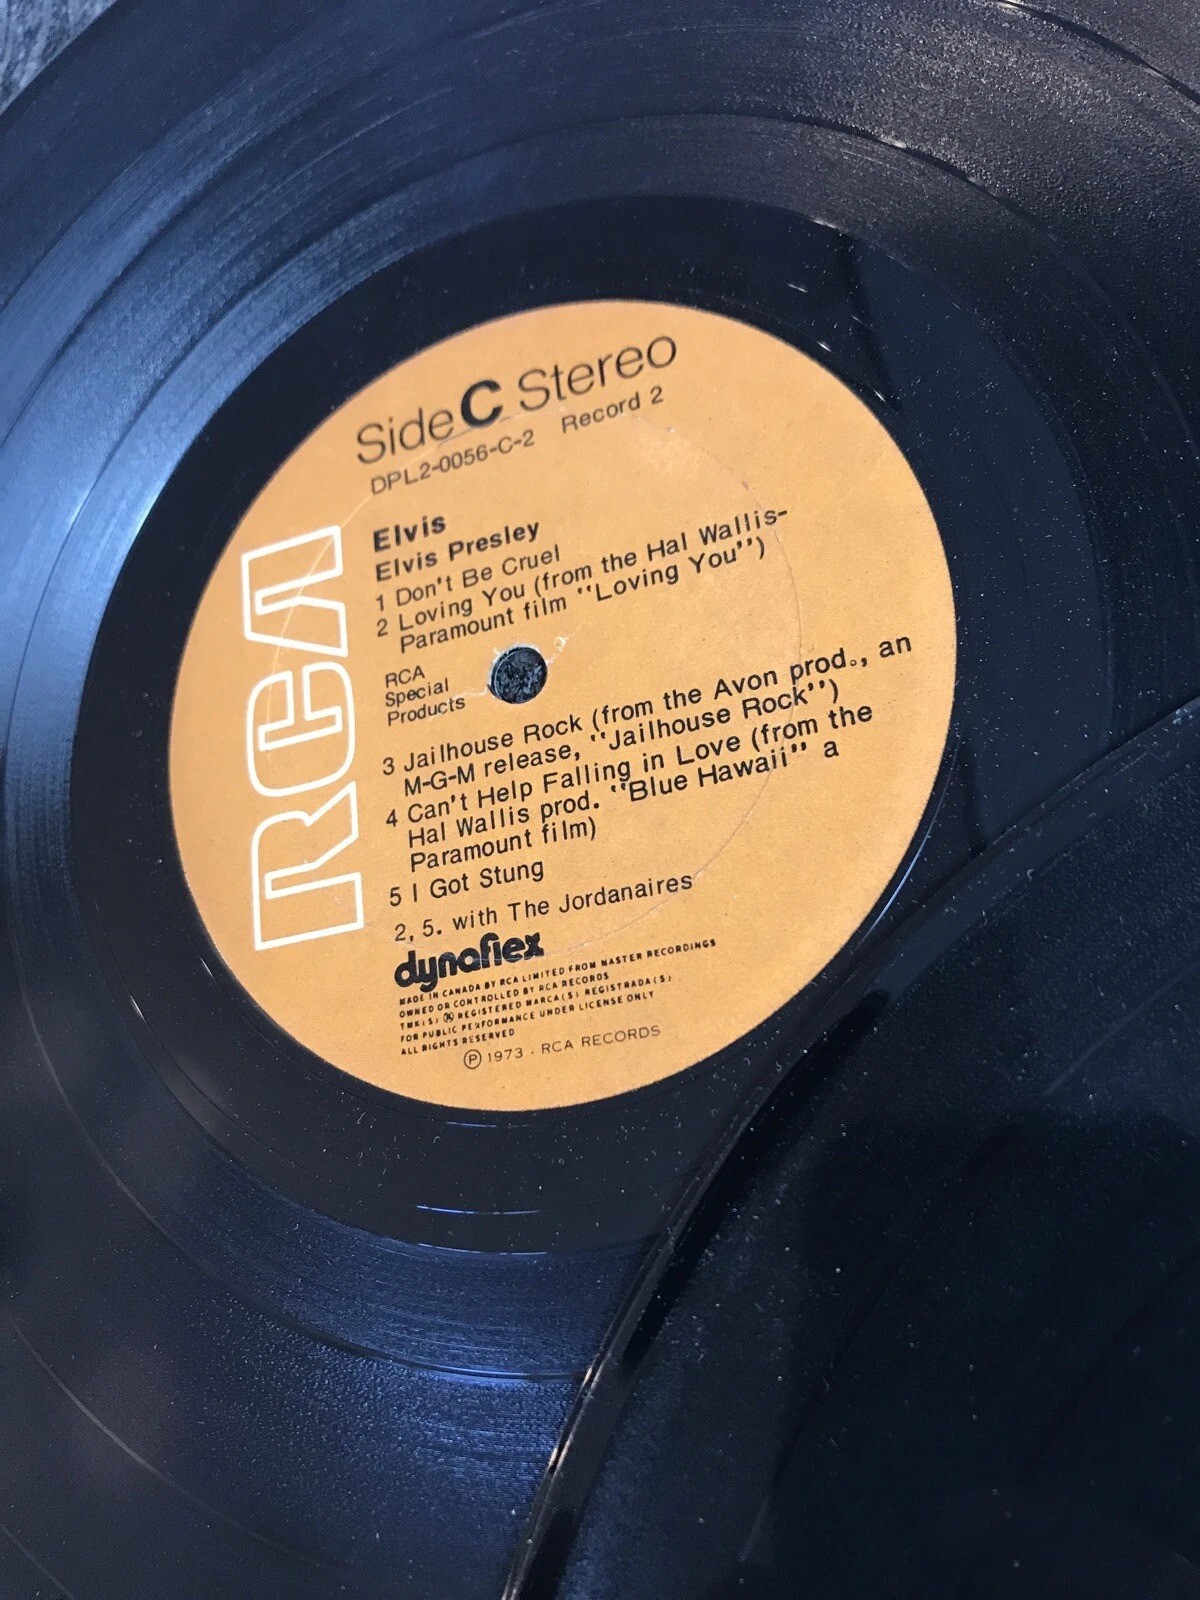 Side C Stereo
DPL2-0056-C-2 Record 2
RCA
Elvis
Elvis Presley
1 Don't Be Cruel
2 Loving You (from the Hal Wallis-
Paramount film "Loving You")
RCA
Special
Products
3 Jailhouse Rock (from the Avon prod., an
M-G-M release, "Jailhouse Rock")
4 Can't Help Falling in Love (from the
Hal Wallis prod. "Blue Hawaii" a
Paramount film)
5 I Got Stung
2, 5. with The Jordanaires
dynaflex
MADE IN CANADA BY RCA LIMITED FROM MASTER RECORDINGS
OWNED OR CONTROLLED BY RCA RECORDS
TMK(S) ® REGISTERED MARCA(S) REGISTRADA(S)
FOR PUBLIC PERFORMANCE UNDER LICENSE ONLY
ALL RIGHTS RESERVED
℗ 1973 · RCA RECORDS